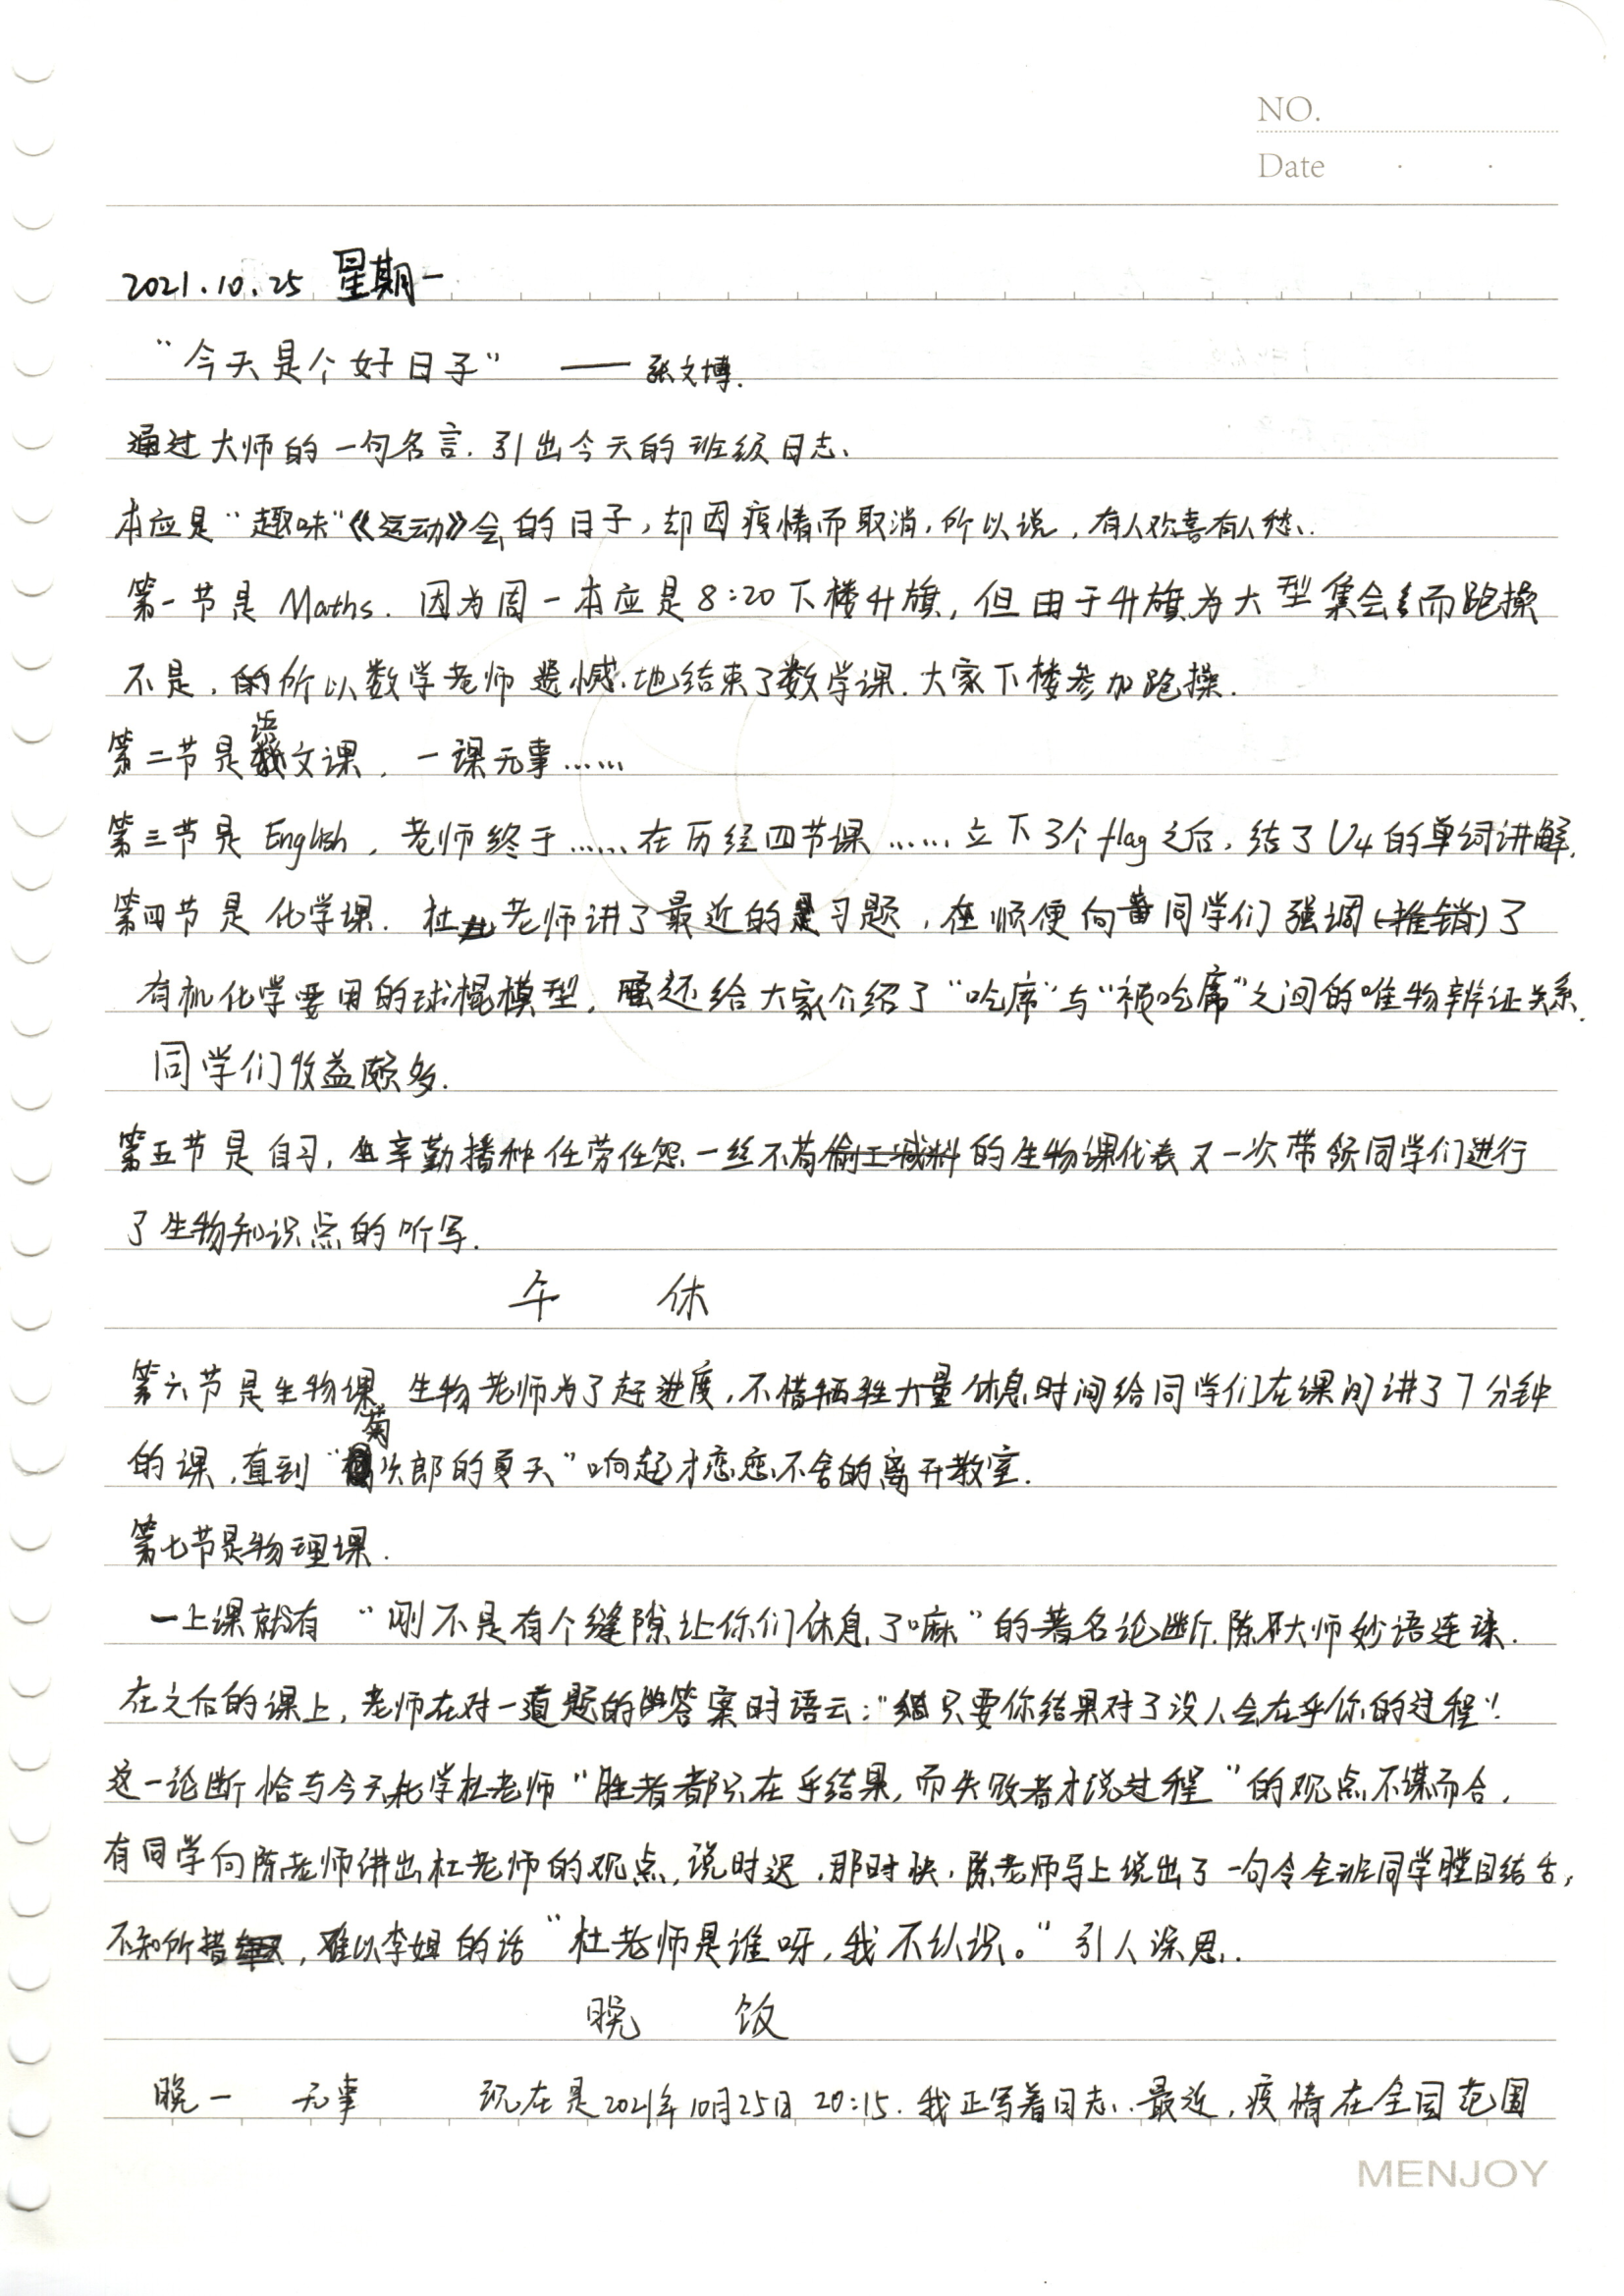 NO.
Date
2021.10.25 星期一
“今天是个好日子” —— 张文博.
通过大师的一句名言.引出今天的班级日志.
本应是“趣味”《运动》会的日子,却因疫情而取消,所以说,有人欢喜有人愁.
第一节是 Maths. 因为周一本应是8:20下楼升旗,但由于升旗为大型集会而跑操
不是,所以数学老师遗憾地结束了数学课.大家下楼参加跑操.
第二节是语文课,一课无事……
第三节是 English,老师终于……在历经四节课……立下3个flag之后,结了U4的单词讲解.
第四节是化学课.杜老师讲了最近的习题,在顺便向同学们强调(推销)了
有机化学要用的球棍模型.还给大家介绍了“吃席”与“被吃席”之间的唯物辨证关系.
同学们收益颇多.
第五节是自习,辛勤播种任劳任怨一丝不苟偷工减料的生物课代表又一次带领同学们进行
了生物知识点的听写.
午 休
第六节是生物课 生物老师为了赶进度,不惜牺牲大量休息时间给同学们在课间讲了7分钟
的课,直到“菊次郎的夏天”响起才恋恋不舍的离开教室.
第七节是物理课.
一上课就有“刚不是有个缝隙让你们休息了嘛”的著名论断.陈大师妙语连珠.
在之后的课上,老师在对一道题的答案时语云:“只要你结果对了没人会在乎你的过程”!
这一论断恰与今天化学杜老师“胜者都只在乎结果,而失败者才说过程”的观点不谋而合.
有同学向陈老师讲出杜老师的观点,说时迟,那时快,陈老师马上说出了一句令全班同学瞠目结舌,
不知所措,难以李姐的话“杜老师是谁呀,我不认识。”引人深思.
晚 饭
晚一 无事 现在是2021年10月25日 20:15.我正写着日志.最近,疫情在全国范围
MENJOY